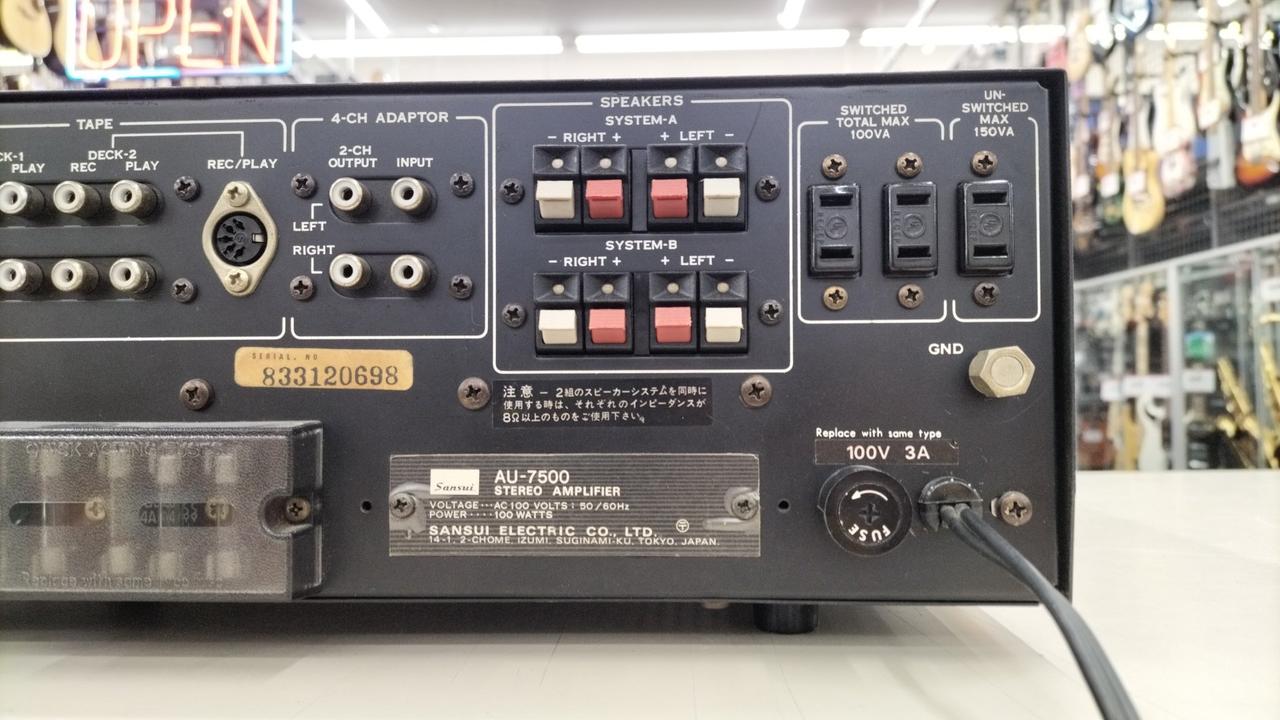 OPEN
TAPE
DECK-2
PLAY
REC
PLAY
REC/PLAY
4-CH ADAPTOR
2-CH
OUTPUT
INPUT
LEFT
RIGHT
SPEAKERS
SYSTEM-A
− RIGHT +
+ LEFT −
SYSTEM-B
− RIGHT +
+ LEFT −
SWITCHED
TOTAL MAX
100VA
UN-
SWITCHED
MAX
150VA
GND
SERIAL. NO
833120698
注意 − 2組のスピーカーシステムを同時に
使用する時は、それぞれのインピーダンスが
8Ω以上のものをご使用下さい。
Sansui
AU-7500
STEREO AMPLIFIER
VOLTAGE···AC 100 VOLTS : 50/60Hz
POWER····100 WATTS
SANSUI ELECTRIC CO., LTD.
14-1, 2-CHOME, IZUMI, SUGINAMI-KU, TOKYO, JAPAN.
Replace with same type
100V 3A
FUSE